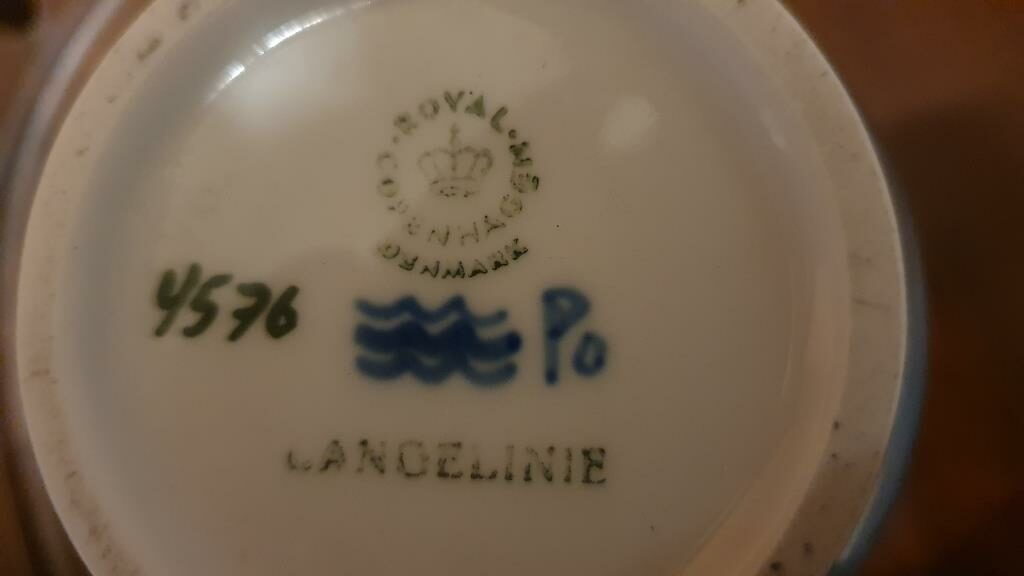 ROYAL COPENHAGEN
DENMARK
4576
Po
LANGELINIE